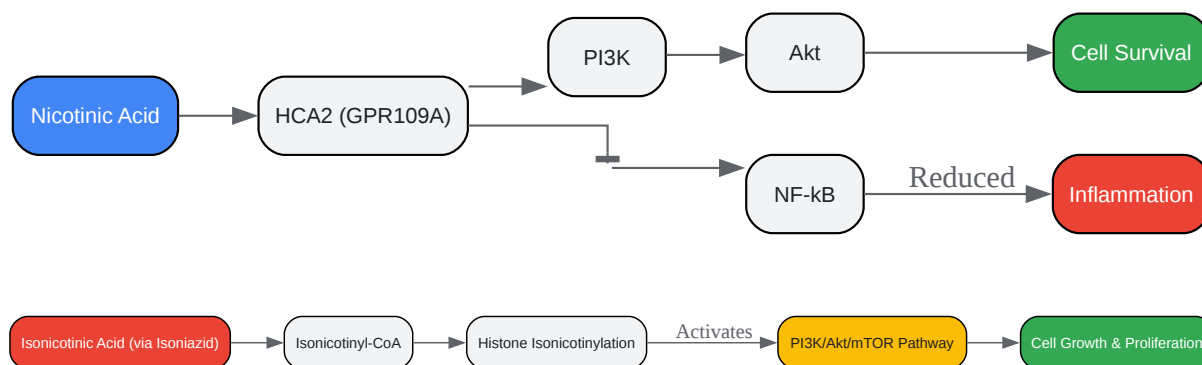 PI3K
Akt
Cell Survival
Nicotinic Acid
HCA2 (GPR109A)
NF-kB
Reduced
Inflammation
Isonicotinic Acid (via Isoniazid)
Isonicotinyl-CoA
Histone Isonicotinylation
Activates
PI3K/Akt/mTOR Pathway
Cell Growth & Proliferation